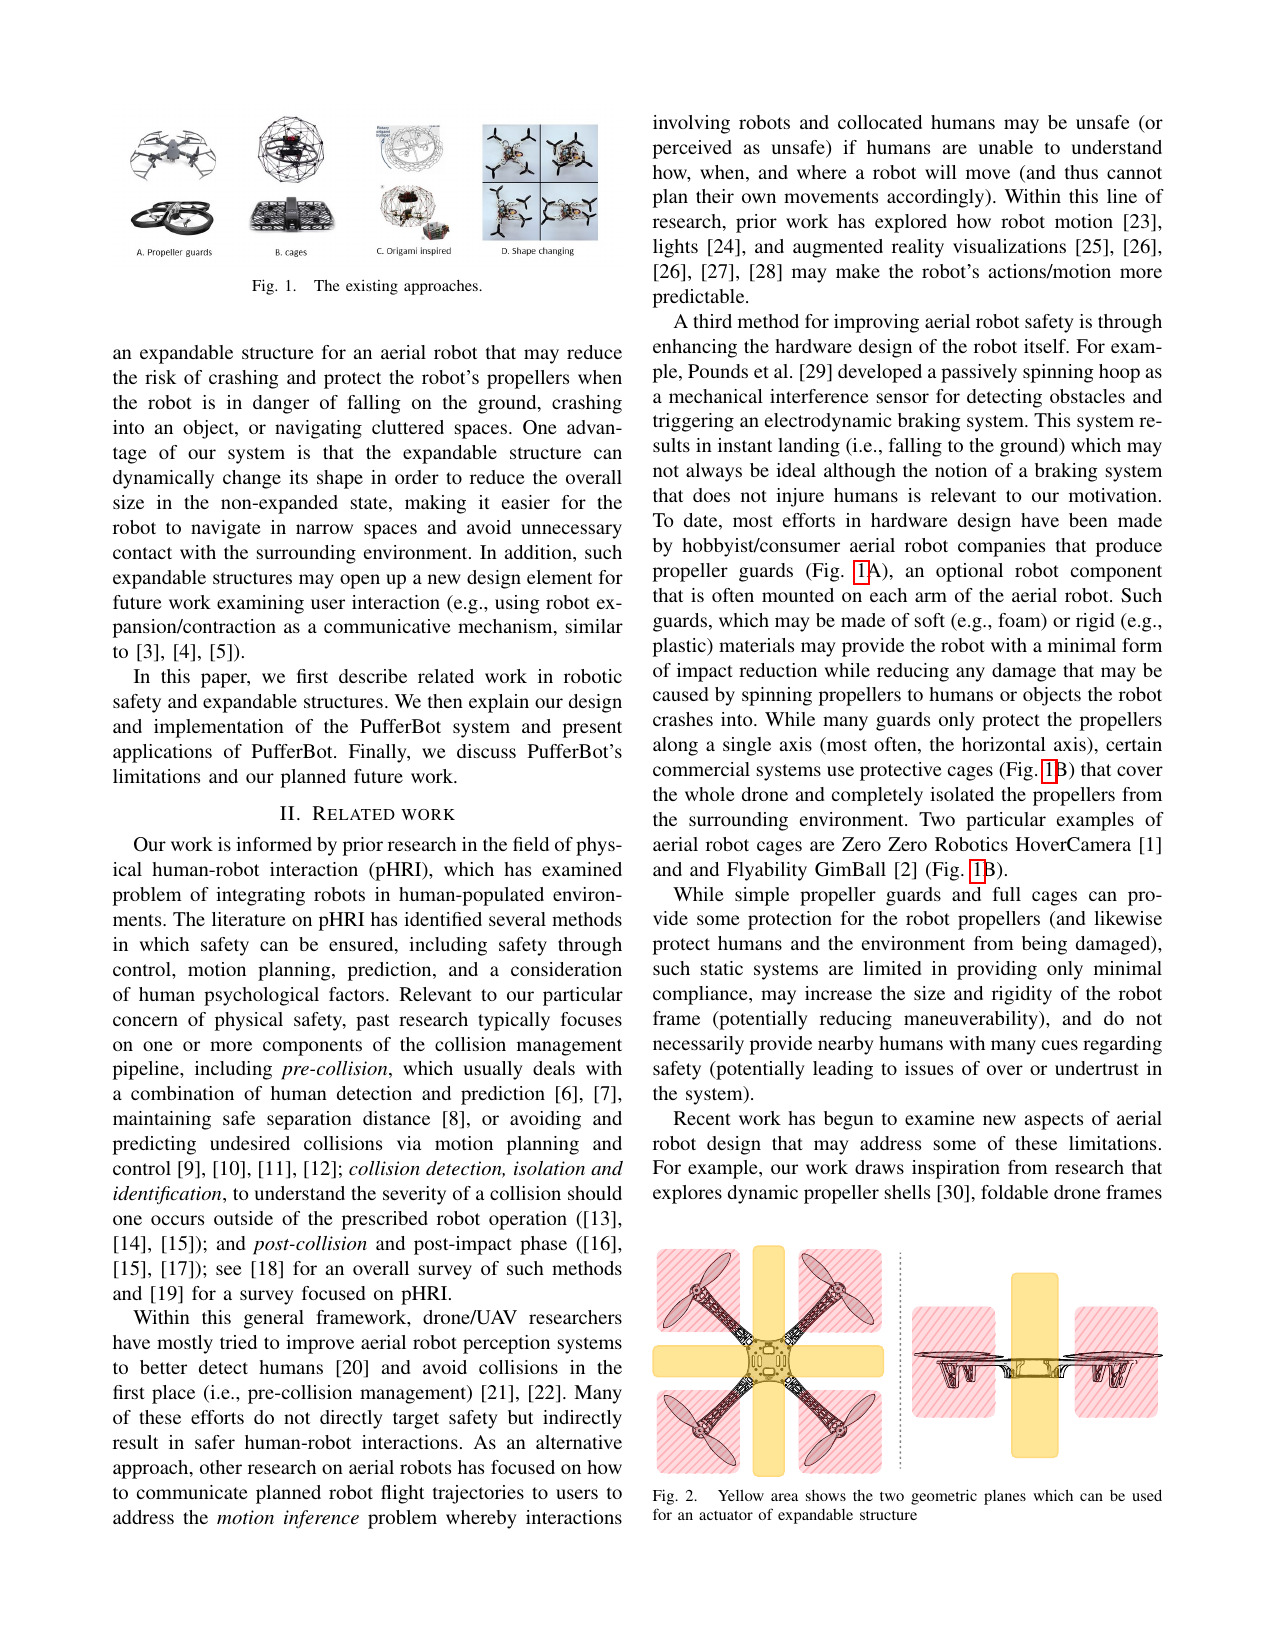 A. Propeller guards
B. cages
C. Origami inspired
D. Shape changing
Fig. 1. The existing approaches.
an expandable structure for an aerial robot that may reduce
the risk of crashing and protect the robot's propellers when
the robot is in danger of falling on the ground, crashing
into an object, or navigating cluttered spaces. One advan-
tage of our system is that the expandable structure can
dynamically change its shape in order to reduce the overall
size in the non-expanded state, making it easier for the
robot to navigate in narrow spaces and avoid unnecessary
contact with the surrounding environment. In addition, such
expandable structures may open up a new design element for
future work examining user interaction (e.g., using robot ex-
pansion/contraction as a communicative mechanism, similar
to [3], [4], [5]).
In this paper, we first describe related work in robotic
safety and expandable structures. We then explain our design
and implementation of the PufferBot system and present
applications of PufferBot. Finally, we discuss PufferBot's
limitations and our planned future work.
II. RELATED WORK
Our work is informed by prior research in the field of phys-
ical human-robot interaction (pHRI), which has examined
problem of integrating robots in human-populated environ-
ments. The literature on pHRI has identified several methods
in which safety can be ensured, including safety through
control, motion planning, prediction, and a consideration
of human psychological factors. Relevant to our particular
concern of physical safety, past research typically focuses
on one or more components of the collision management
pipeline, including pre-collision, which usually deals with
a combination of human detection and prediction [6], [7],
maintaining safe separation distance [8], or avoiding and
predicting undesired collisions via motion planning and
control [9], [10], [11], [12]; collision detection, isolation and
identification, to understand the severity of a collision should
one occurs outside of the prescribed robot operation ([13],
[14], [15]); and post-collision and post-impact phase ([16],
[15], [17]); see [18] for an overall survey of such methods
and [19] for a survey focused on pHRI.
Within this general framework, drone/UAV researchers
have mostly tried to improve aerial robot perception systems
to better detect humans [20] and avoid collisions in the
first place (i.e., pre-collision management) [21], [22]. Many
of these efforts do not directly target safety but indirectly
result in safer human-robot interactions. As an alternative
approach, other research on aerial robots has focused on how
to communicate planned robot flight trajectories to users to
address the motion inference problem whereby interactions
involving robots and collocated humans may be unsafe (or
perceived as unsafe) if humans are unable to understand
how, when, and where a robot will move (and thus cannot
plan their own movements accordingly). Within this line of
research, prior work has explored how robot motion [23],
lights [24], and augmented reality visualizations [25], [26],
[26], [27], [28] may make the robot's actions/motion more
predictable.
A third method for improving aerial robot safety is through
enhancing the hardware design of the robot itself. For exam-
ple, Pounds et al. [29] developed a passively spinning hoop as
a mechanical interference sensor for detecting obstacles and
triggering an electrodynamic braking system. This system re-
sults in instant landing (i.e., falling to the ground) which may
not always be ideal although the notion of a braking system
that does not injure humans is relevant to our motivation.
To date, most efforts in hardware design have been made
by hobbyist/consumer aerial robot companies that produce
propeller guards (Fig. 1A), an optional robot component
that is often mounted on each arm of the aerial robot. Such
guards, which may be made of soft (e.g., foam) or rigid (e.g.,
plastic) materials may provide the robot with a minimal form
of impact reduction while reducing any damage that may be
caused by spinning propellers to humans or objects the robot
crashes into. While many guards only protect the propellers
along a single axis (most often, the horizontal axis), certain
commercial systems use protective cages (Fig. 1B) that cover
the whole drone and completely isolated the propellers from
the surrounding environment. Two particular examples of
aerial robot cages are Zero Zero Robotics HoverCamera [1]
and and Flyability GimBall [2] (Fig. 1B).
While simple propeller guards and full cages can pro-
vide some protection for the robot propellers (and likewise
protect humans and the environment from being damaged),
such static systems are limited in providing only minimal
compliance, may increase the size and rigidity of the robot
frame (potentially reducing maneuverability), and do not
necessarily provide nearby humans with many cues regarding
safety (potentially leading to issues of over or undertrust in
the system).
Recent work has begun to examine new aspects of aerial
robot design that may address some of these limitations.
For example, our work draws inspiration from research that
explores dynamic propeller shells [30], foldable drone frames
Fig. 2. Yellow area shows the two geometric planes which can be used
for an actuator of expandable structure